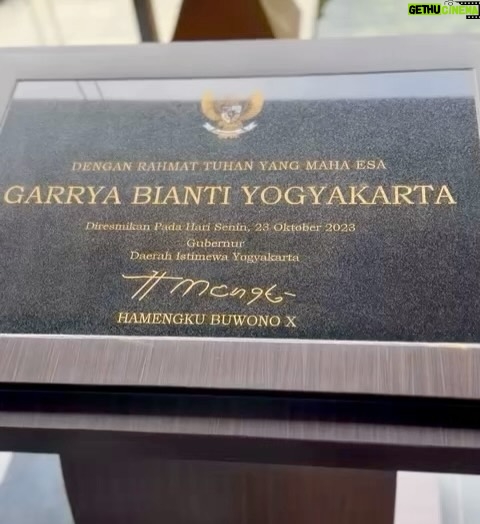 GETHUCINEMA
DENGAN RAHMAT TUHAN YANG MAHA ESA
GARRYA BIANTI YOGYAKARTA
Diresmikan Pada Hari Senin, 23 Oktober 2023
Gubernur
Daerah Istimewa Yogyakarta
HAMENGKU BUWONO X